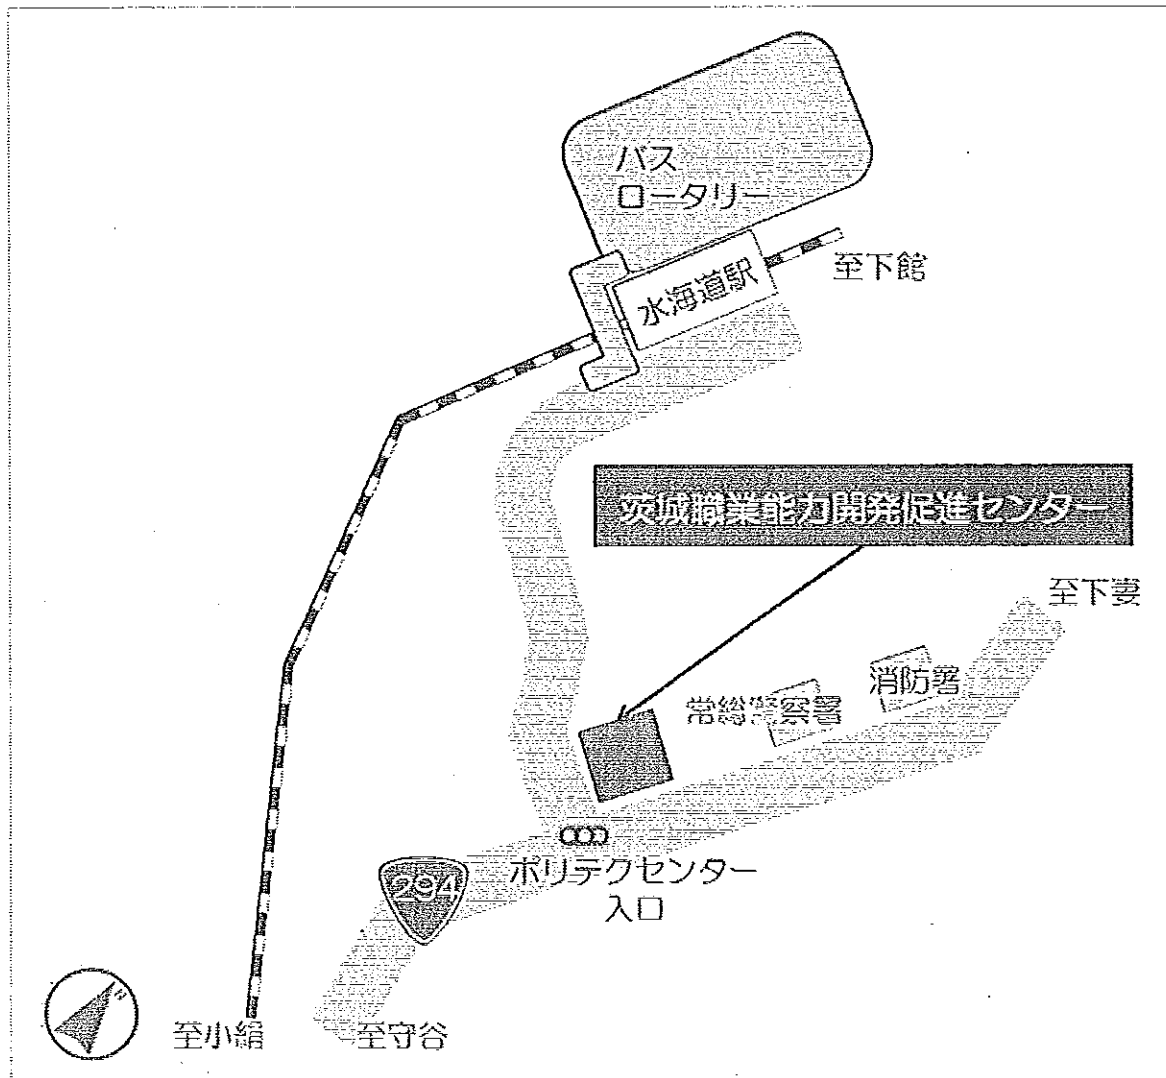 バス
ロータリー
水海道駅
至下館
茨城職業能力開発促進センター
至下妻
消防署
常総警察署
ポリテクセンター
入口
294
N
至小絹
至守谷